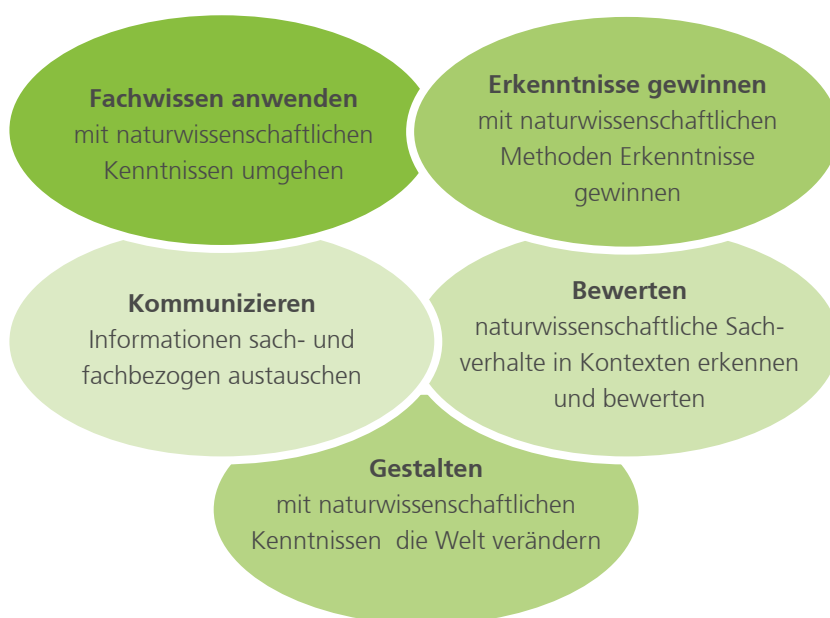 Fachwissen anwenden
mit naturwissenschaftlichen
Kenntnissen umgehen
Erkenntnisse gewinnen
mit naturwissenschaftlichen
Methoden Erkenntnisse
gewinnen
Kommunizieren
Informationen sach- und
fachbezogen austauschen
Bewerten
naturwissenschaftliche Sach-
verhalte in Kontexten erkennen
und bewerten
Gestalten
mit naturwissenschaftlichen
Kenntnissen  die Welt verändern